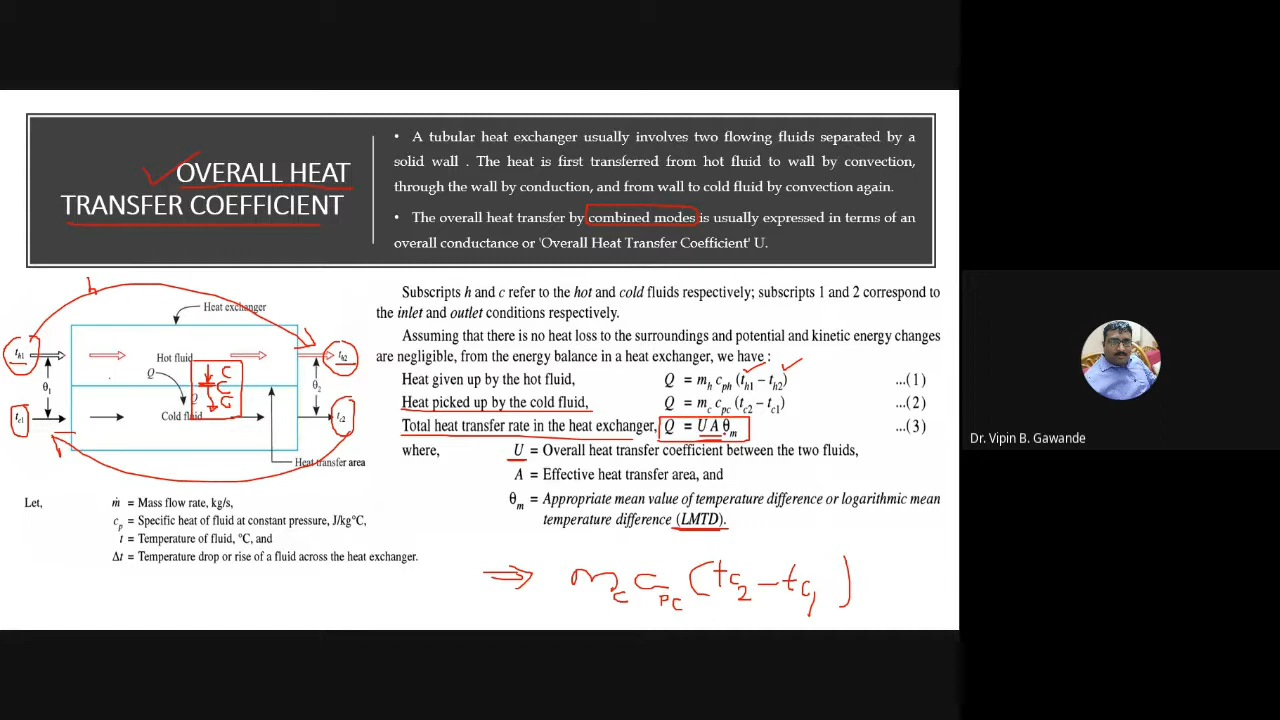 OVERALL HEAT
TRANSFER COEFFICIENT
• A tubular heat exchanger usually involves two flowing fluids separated by a
solid wall . The heat is first transferred from hot fluid to wall by convection,
through the wall by conduction, and from wall to cold fluid by convection again.
• The overall heat transfer by combined modes is usually expressed in terms of an
overall conductance or 'Overall Heat Transfer Coefficient' U.
h
Heat exchanger
t_h1
t_h2
Hot fluid
θ₁
θ₂
Q
C
C
Q
C
Cold fluid
t_c1
t_c2
Heat transfer area
Let, ṁ = Mass flow rate, kg/s,
c_p = Specific heat of fluid at constant pressure, J/kg°C,
t = Temperature of fluid, °C, and
Δt = Temperature drop or rise of a fluid across the heat exchanger.
Subscripts h and c refer to the hot and cold fluids respectively; subscripts 1 and 2 correspond to
the inlet and outlet conditions respectively.
Assuming that there is no heat loss to the surroundings and potential and kinetic energy changes
are negligible, from the energy balance in a heat exchanger, we have :
Heat given up by the hot fluid, Q = m_h c_ph (t_h1 – t_h2) ...(1)
Heat picked up by the cold fluid, Q = m_c c_pc (t_c2 – t_c1) ...(2)
Total heat transfer rate in the heat exchanger, Q = U A θ_m ...(3)
where, U = Overall heat transfer coefficient between the two fluids,
A = Effective heat transfer area, and
θ_m = Appropriate mean value of temperature difference or logarithmic mean
temperature difference (LMTD).
⇒ m_c c_pc (t_c2 – t_c1)
Dr. Vipin B. Gawande